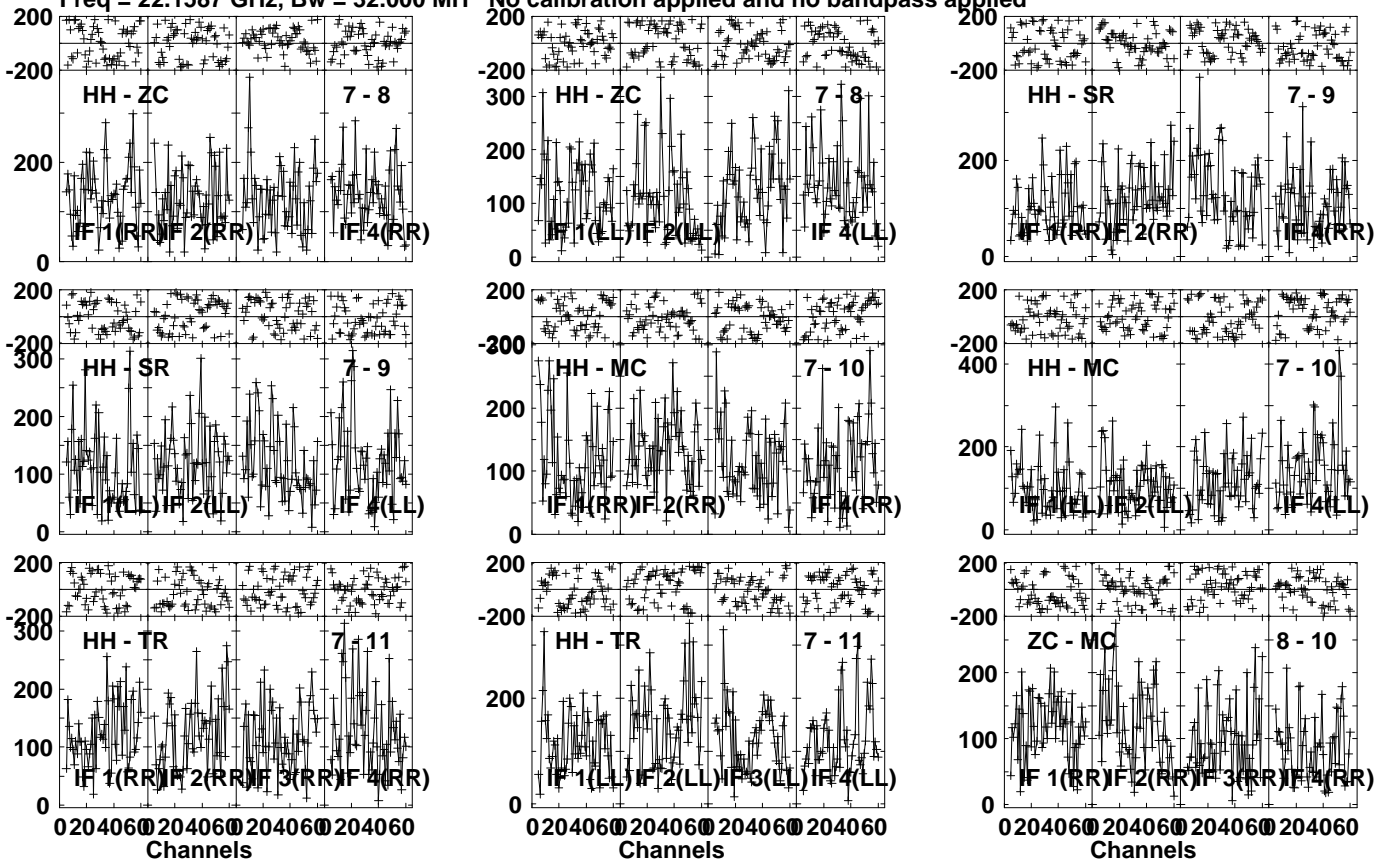 Freq = 22.1587 GHz, Bw = 32.000 MH No calibration applied and no bandpass applied
200 200 200
-200 -200 -200
HH - ZC 7 - 8 HH - ZC 7 - 8 HH - SR 7 - 9
300
200 200 200
100
IF 1(RR) IF 2(RR) IF 4(RR) IF 1(LL) IF 2(LL) IF 4(LL) IF 1(RR) IF 2(RR) IF 4(RR)
0 0 0
200 200 200
-200 -200 -200
300 300 400
HH - SR 7 - 9 HH - MC 7 - 10 HH - MC 7 - 10
200 200 200
100 100
IF 1(LL) IF 2(LL) IF 4(LL) IF 1(RR) IF 2(RR) IF 4(RR) IF 1(LL) IF 2(LL) IF 4(LL)
0 0 0
200 200 200
-200 -200 -200
300
HH - TR 7 - 11 HH - TR 7 - 11 ZC - MC 8 - 10
200 200 200
100 100
IF 1(RR) IF 2(RR) IF 3(RR) IF 4(RR) IF 1(LL) IF 2(LL) IF 3(LL) IF 4(LL) IF 1(RR) IF 2(RR) IF 3(RR) IF 4(RR)
0 0 0
0 20 40 60 0 20 40 60 0 20 40 60 0 20 40 60 0 20 40 60 0 20 40 60 0 20 40 60 0 20 40 60 0 20 40 60 0 20 40 60 0 20 40 60 0 20 40 60
Channels Channels Channels